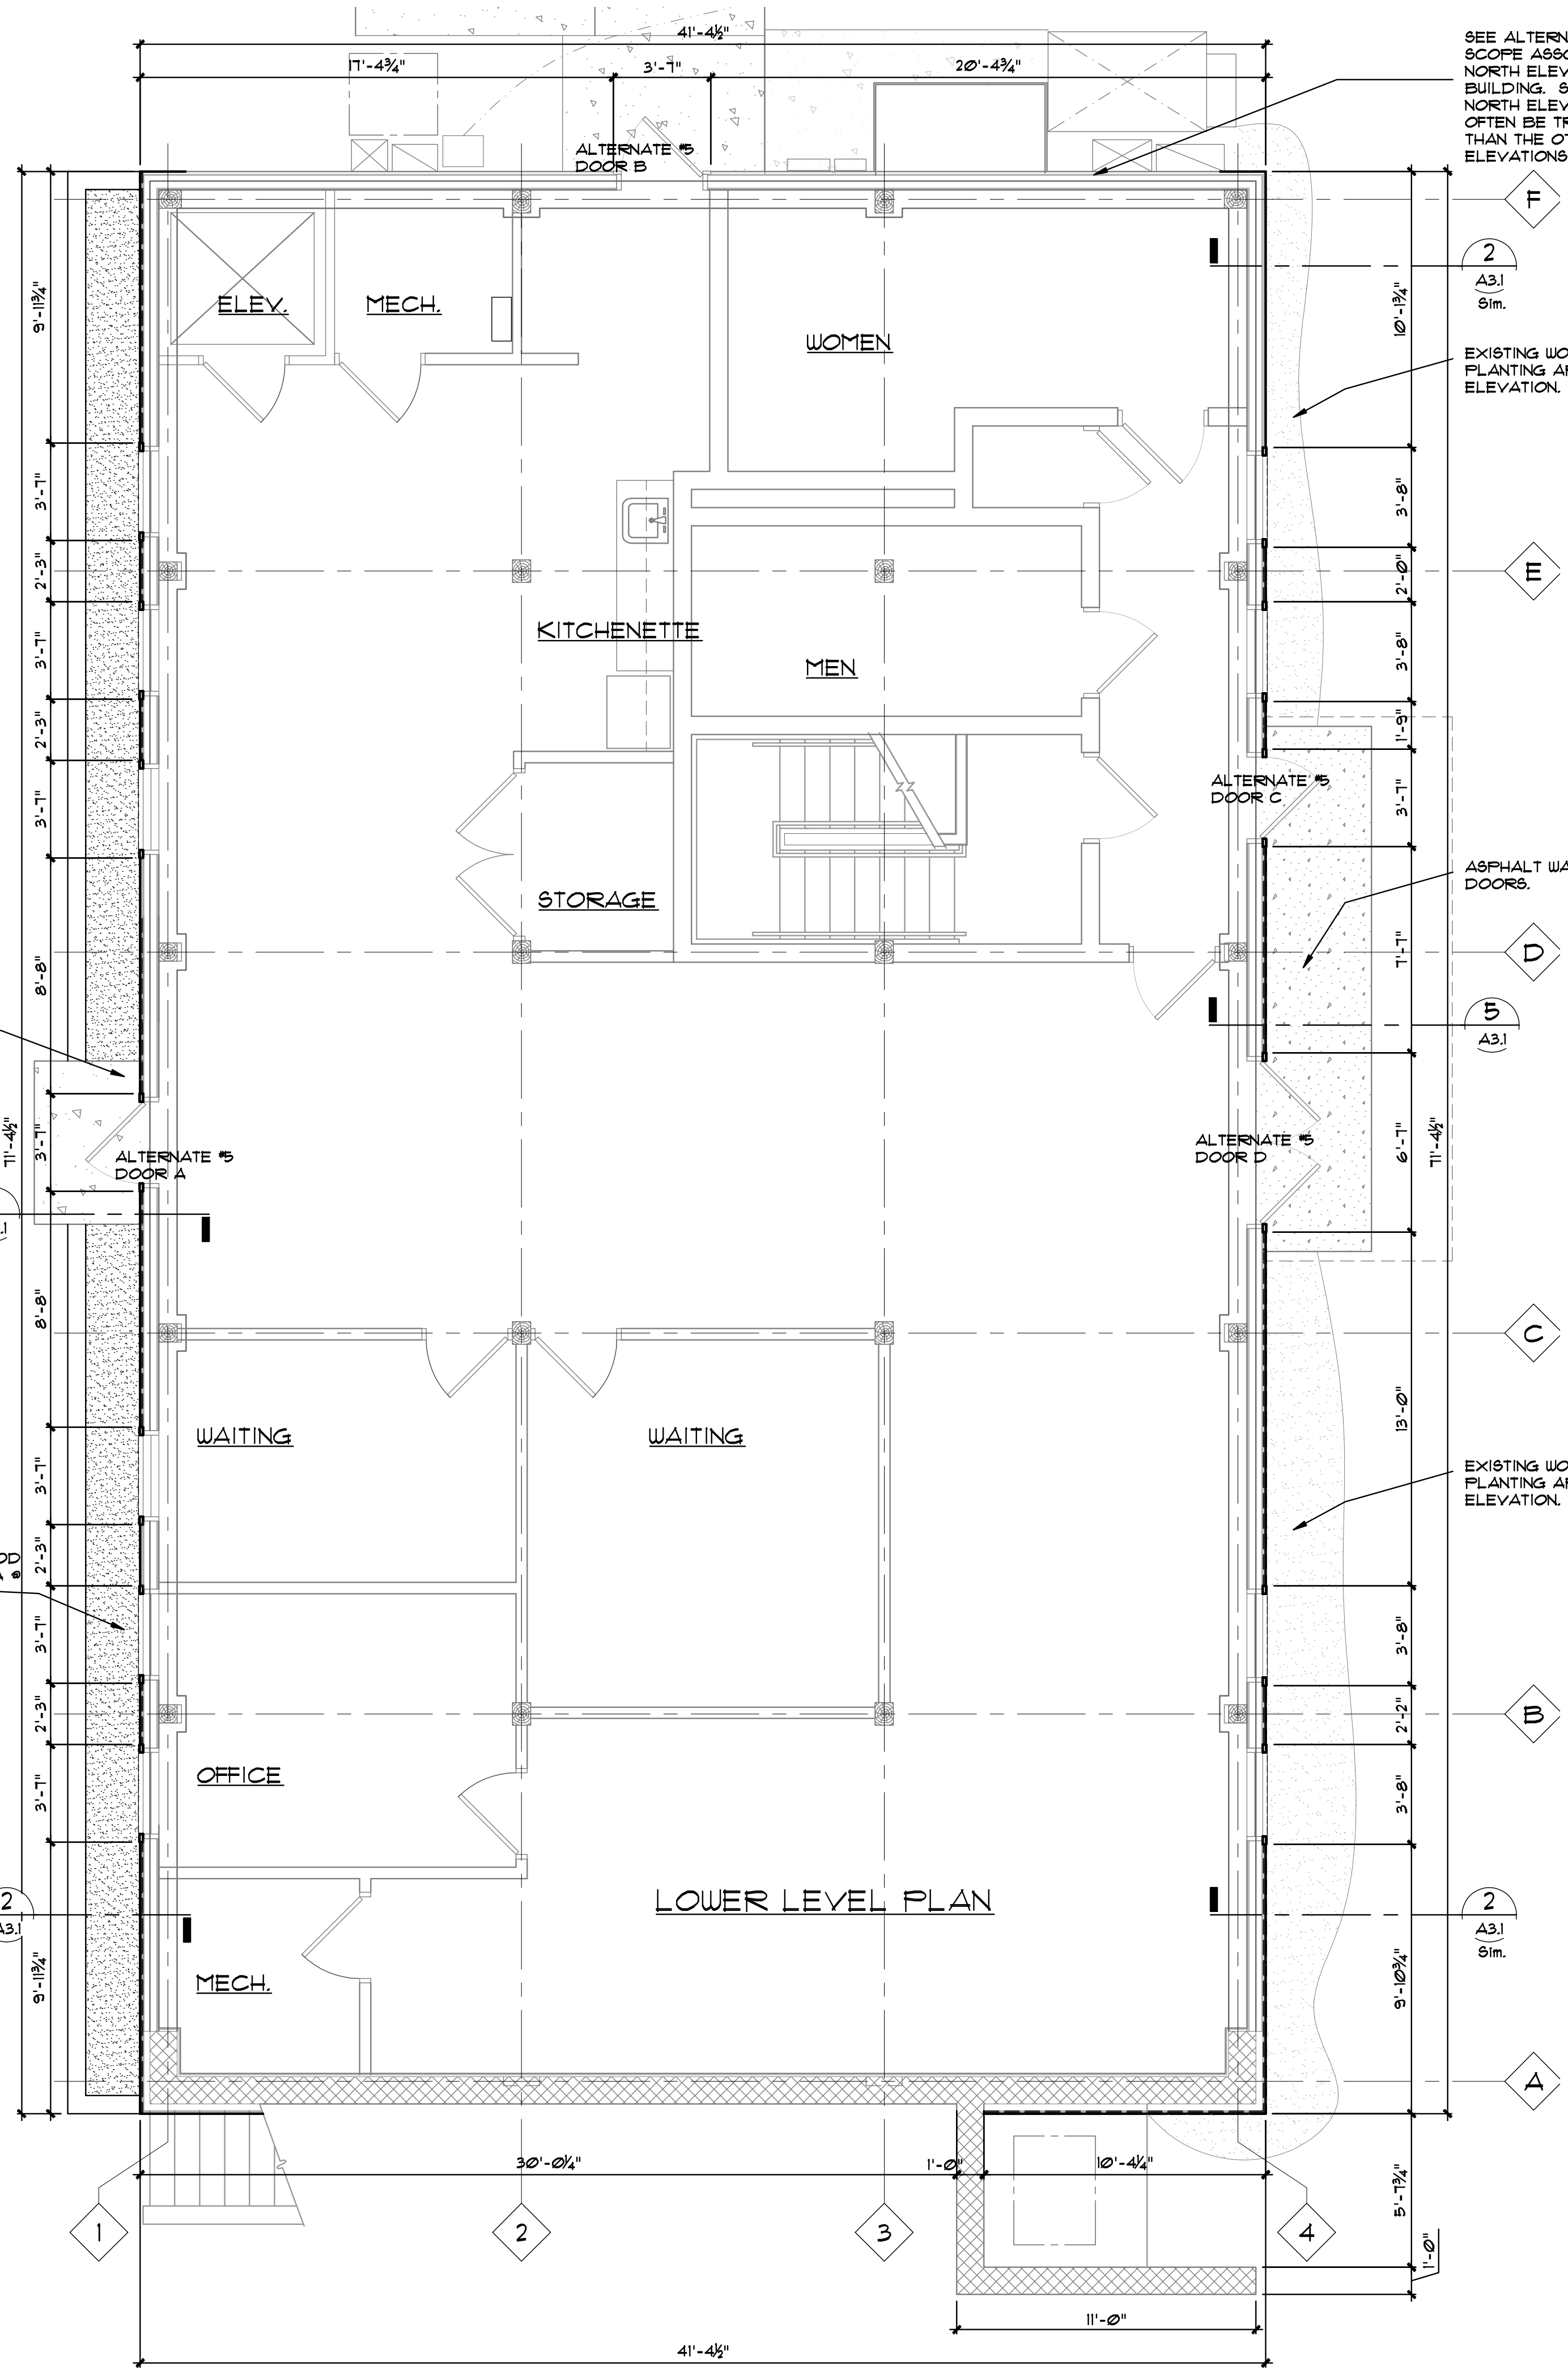 41'-4½"
17'-4¾"
3'-7"
20'-4¾"
SEE ALTERN
SCOPE ASSO
NORTH ELEV
BUILDING. S
NORTH ELEV
OFTEN BE TR
THAN THE OT
ELEVATIONS
ALTERNATE #5
DOOR B
F
2
A3.1
Sim.
9'-11¾"
10'-1¾"
ELEV.
MECH.
WOMEN
EXISTING WO
PLANTING AR
ELEVATION.
3'-7"
3'-8"
2'-3"
2'-0"
E
KITCHENETTE
3'-7"
3'-8"
MEN
2'-3"
1'-9"
ALTERNATE #5
DOOR C
3'-7"
3'-7"
ASPHALT WA
DOORS.
STORAGE
8'-8"
7'-7"
D
5
A3.1
71'-4½"
3'-7"
ALTERNATE #5
DOOR A
ALTERNATE #5
DOOR D
6'-7"
71'-4½"
.1
8'-8"
C
13'-0"
WAITING
WAITING
3'-7"
EXISTING WO
PLANTING AR
ELEVATION.
2'-3"
OD
@
3'-7"
3'-8"
2'-3"
2'-2"
B
OFFICE
3'-7"
3'-8"
LOWER LEVEL PLAN
2
A3.1
2
A3.1
Sim.
9'-11¾"
9'-10¾"
MECH.
A
30'-0¼"
1'-0"
10'-4¼"
5'-7¾"
1
2
3
4
1'-0"
11'-0"
41'-4½"